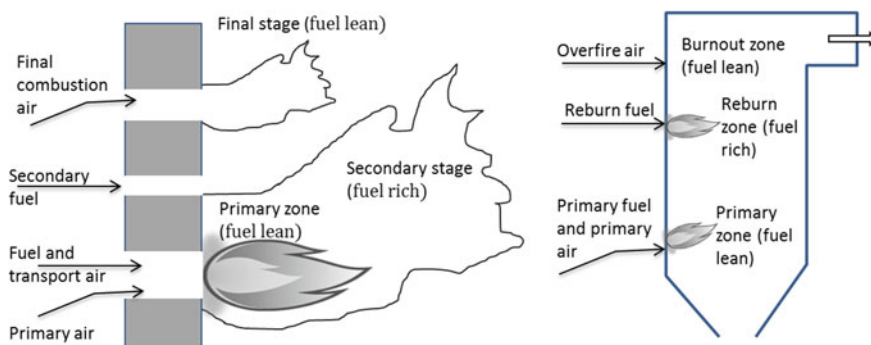 Final stage (fuel lean)
Final
combustion
air
Secondary
fuel
Secondary stage
(fuel rich)
Primary zone
(fuel lean)
Fuel and
transport air
Primary air
Overfire air
Burnout zone
(fuel lean)
Reburn fuel
Reburn
zone (fuel
rich)
Primary fuel
and primary
air
Primary
zone (fuel
lean)